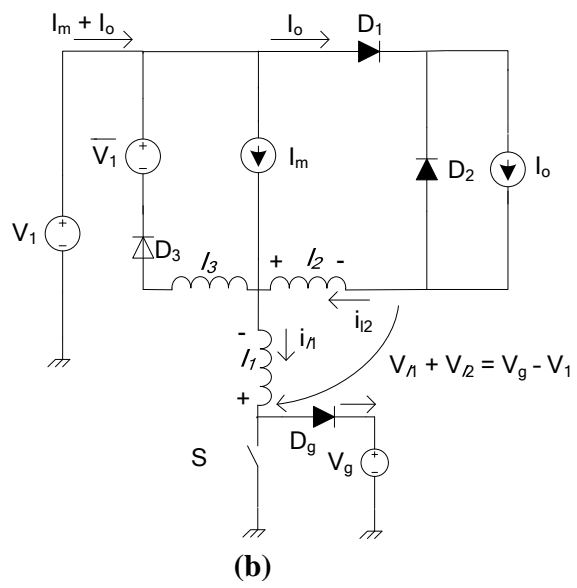 I_m + I_o
I_o
D_1
+
V̅_1
-
I_m
D_2
I_o
+
V_1
-
D_3
l_3
+ l_2 -
i_l2
-
i_l1
l_1
+
V_l1 + V_l2 = V_g - V_1
D_g
S
V_g
+
-
(b)